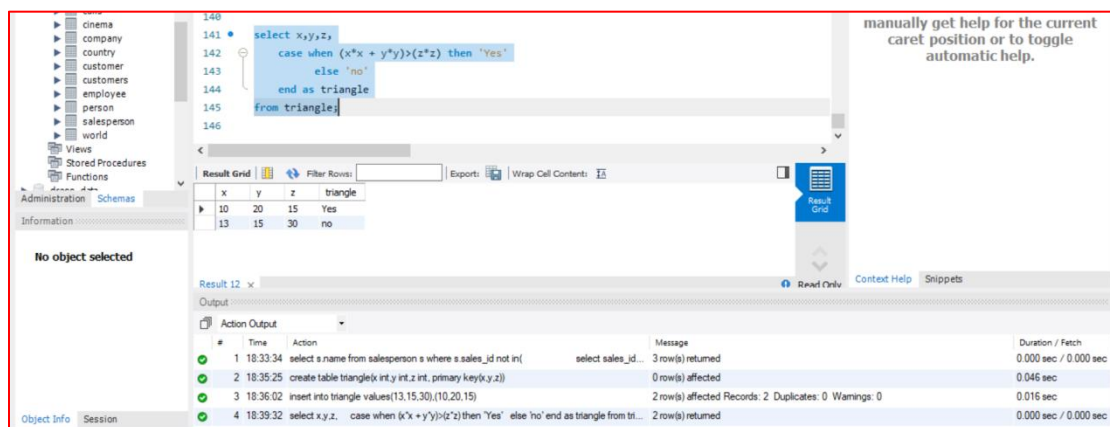 cinema
company
country
customer
customers
employee
person
salesperson
world
Views
Stored Procedures
Functions
Administration Schemas
Information
No object selected
Object Info Session
140
141 select x,y,z,
142 case when (x*x + y*y)>(z*z) then 'Yes'
143 else 'no'
144 end as triangle
145 from triangle;
146
Result Grid Filter Rows: Export: Wrap Cell Content:
x y z triangle
10 20 15 Yes
13 15 30 no
Result Grid
Result 12 Read Only
manually get help for the current
caret position or to toggle
automatic help.
Context Help Snippets
Output
Action Output
# Time Action Message Duration / Fetch
1 18:33:34 select s.name from salesperson s where s.sales_id not in( select sales_id... 3 row(s) returned 0.000 sec / 0.000 sec
2 18:35:25 create table triangle(x int,y int,z int, primary key(x,y,z)) 0 row(s) affected 0.046 sec
3 18:36:02 insert into triangle values(13,15,30),(10,20,15) 2 row(s) affected Records: 2 Duplicates: 0 Warnings: 0 0.016 sec
4 18:39:32 select x,y,z, case when (x*x + y*y)>(z*z) then 'Yes' else 'no' end as triangle from tri... 2 row(s) returned 0.000 sec / 0.000 sec